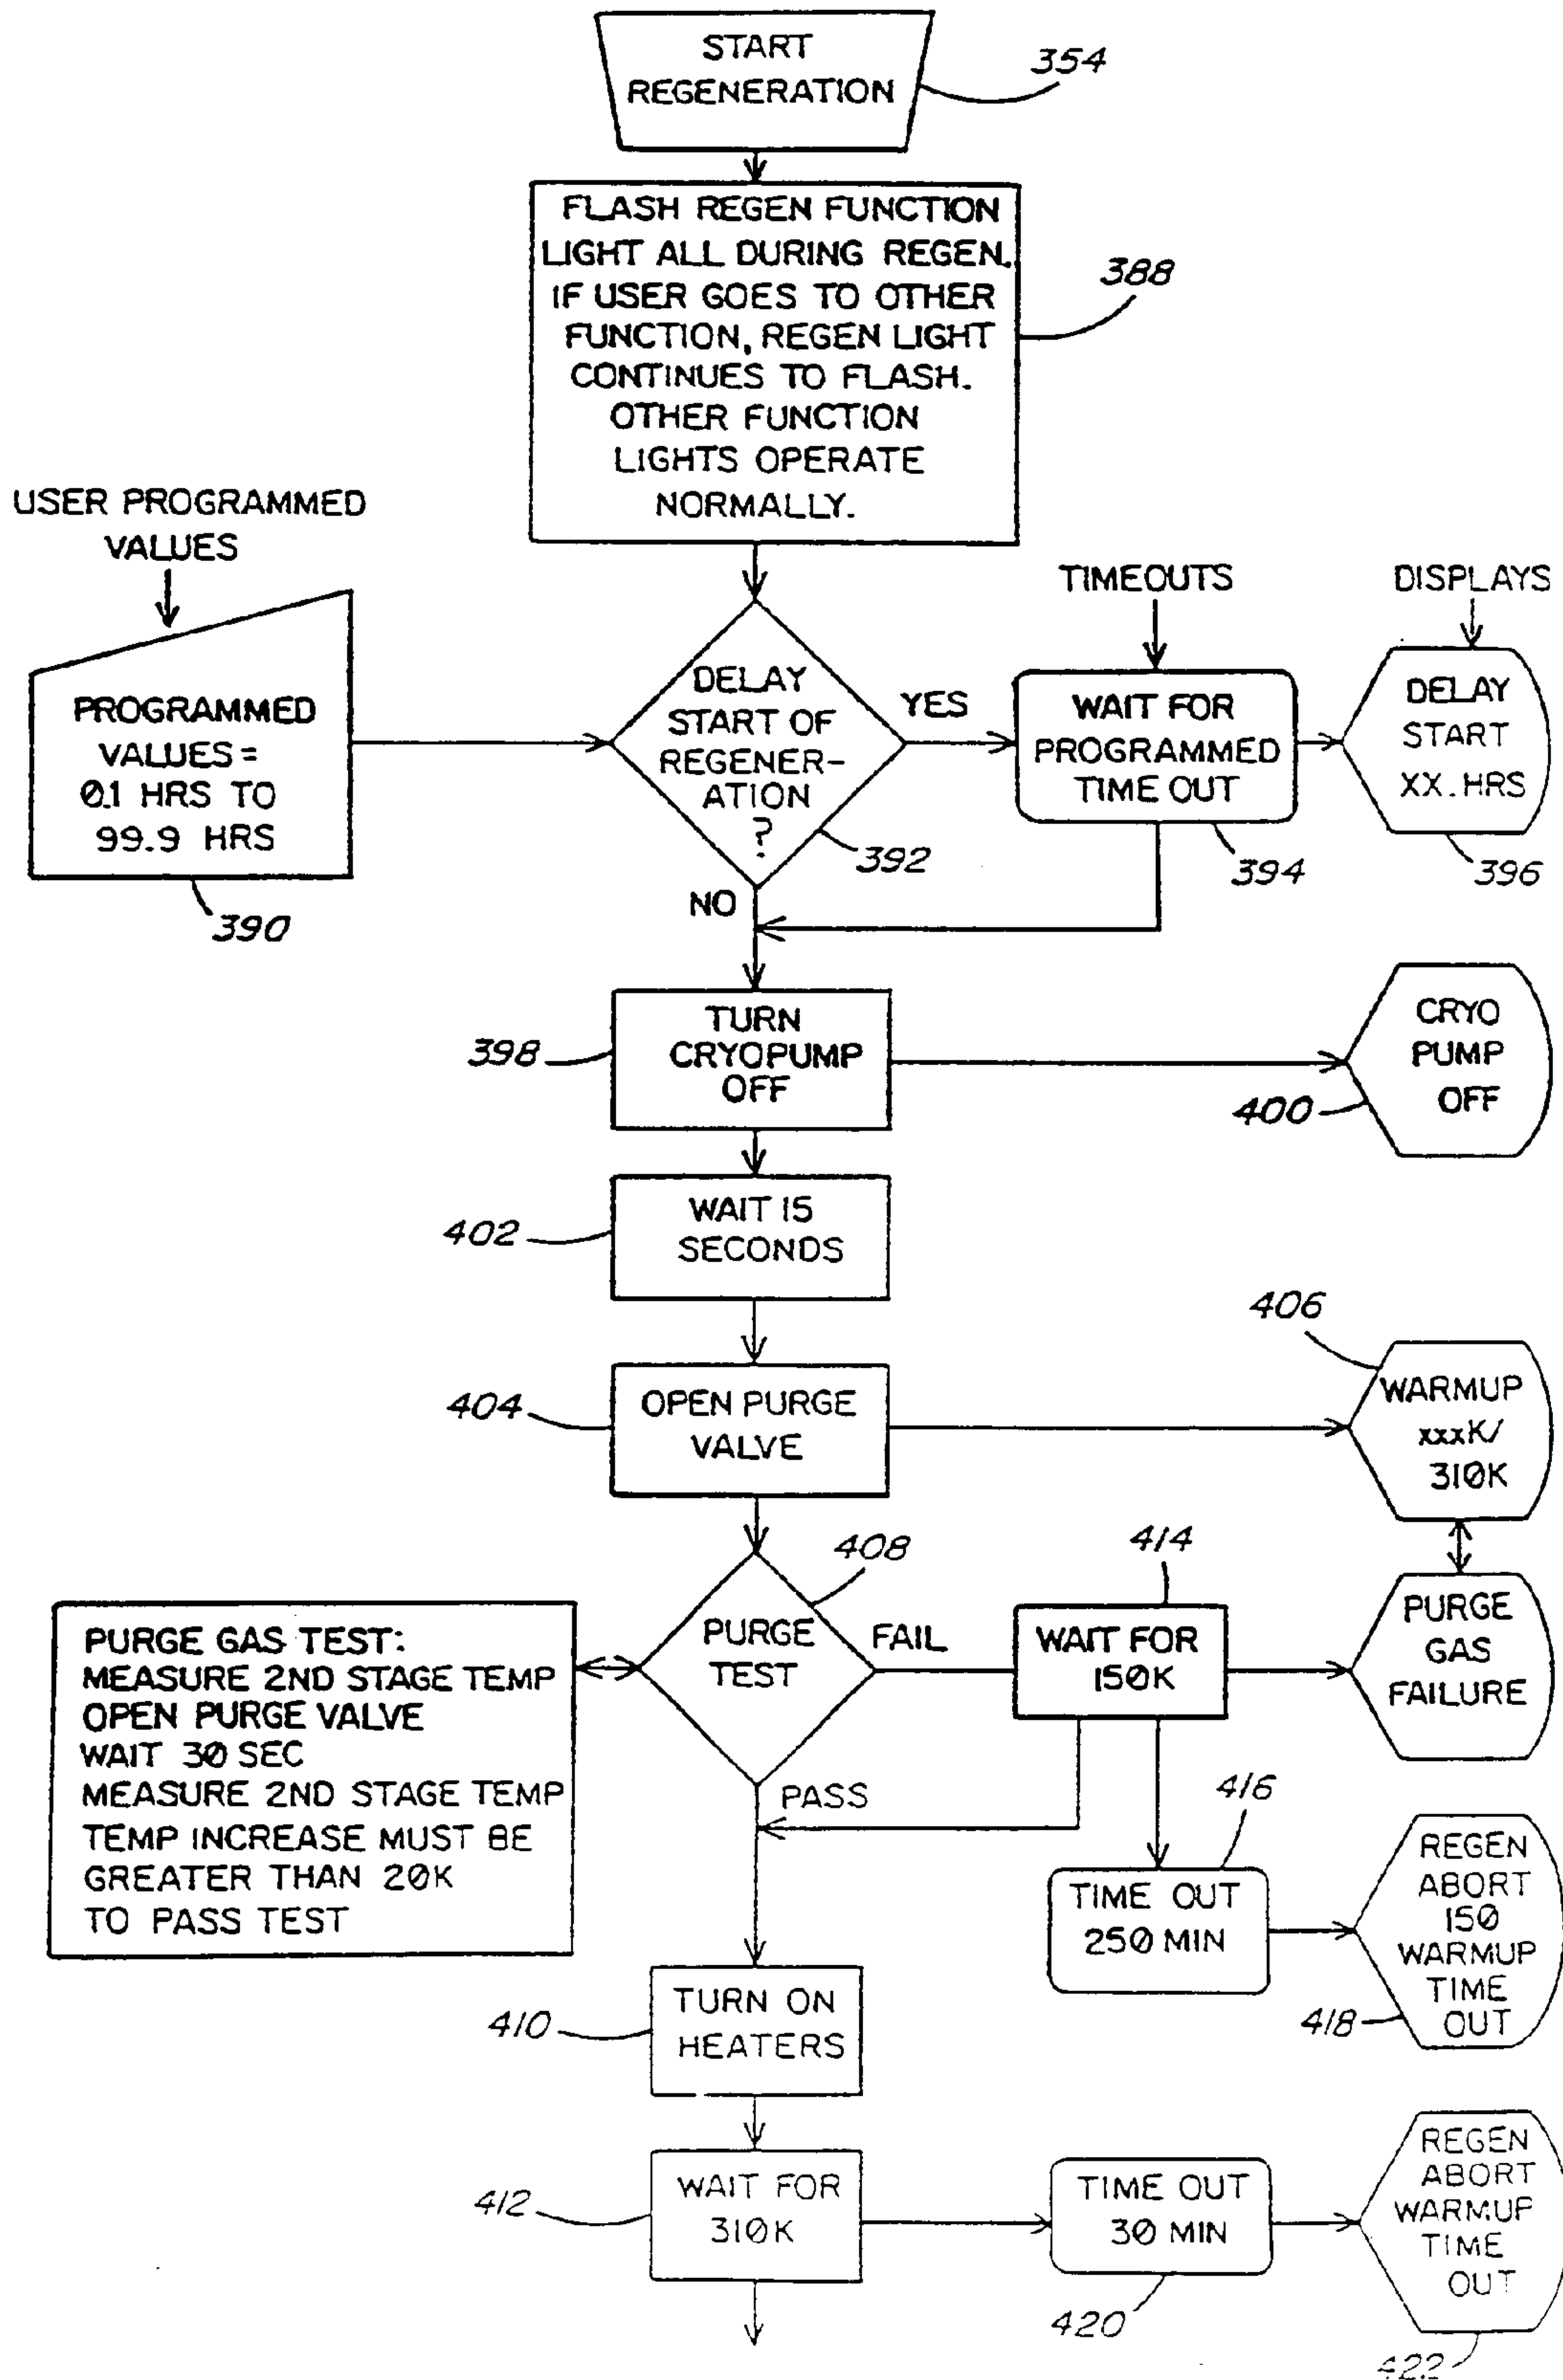 START
REGENERATION
354
FLASH REGEN FUNCTION
LIGHT ALL DURING REGEN.
IF USER GOES TO OTHER
FUNCTION, REGEN LIGHT
CONTINUES TO FLASH.
OTHER FUNCTION
LIGHTS OPERATE
NORMALLY.
388
USER PROGRAMMED
VALUES
PROGRAMMED
VALUES =
0.1 HRS TO
99.9 HRS
390
DELAY
START OF
REGENER-
ATION
?
392
YES
NO
TIMEOUTS
WAIT FOR
PROGRAMMED
TIME OUT
394
DISPLAYS
DELAY
START
XX. HRS
396
TURN
CRYOPUMP
OFF
398
CRYO
PUMP
OFF
400
WAIT 15
SECONDS
402
OPEN PURGE
VALVE
404
406
WARMUP
xxxK/
310K
PURGE
TEST
408
FAIL
PASS
PURGE GAS TEST:
MEASURE 2ND STAGE TEMP
OPEN PURGE VALVE
WAIT 30 SEC
MEASURE 2ND STAGE TEMP
TEMP INCREASE MUST BE
GREATER THAN 20K
TO PASS TEST
414
WAIT FOR
150K
PURGE
GAS
FAILURE
416
TIME OUT
250 MIN
REGEN
ABORT
150
WARMUP
TIME
OUT
418
TURN ON
HEATERS
410
WAIT FOR
310K
412
TIME OUT
30 MIN
420
REGEN
ABORT
WARMUP
TIME
OUT
422